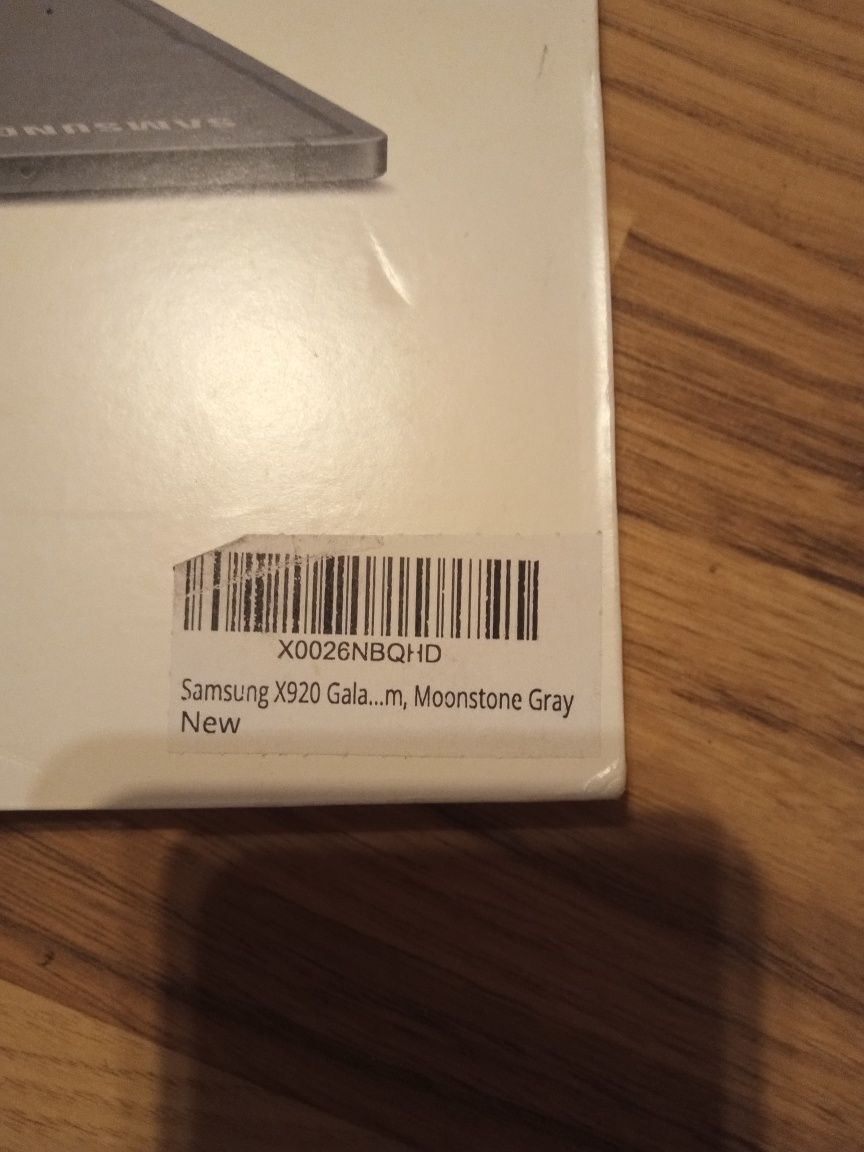 SAMSUNG
X0026NBQHD
Samsung X920 Gala...m, Moonstone Gray
New